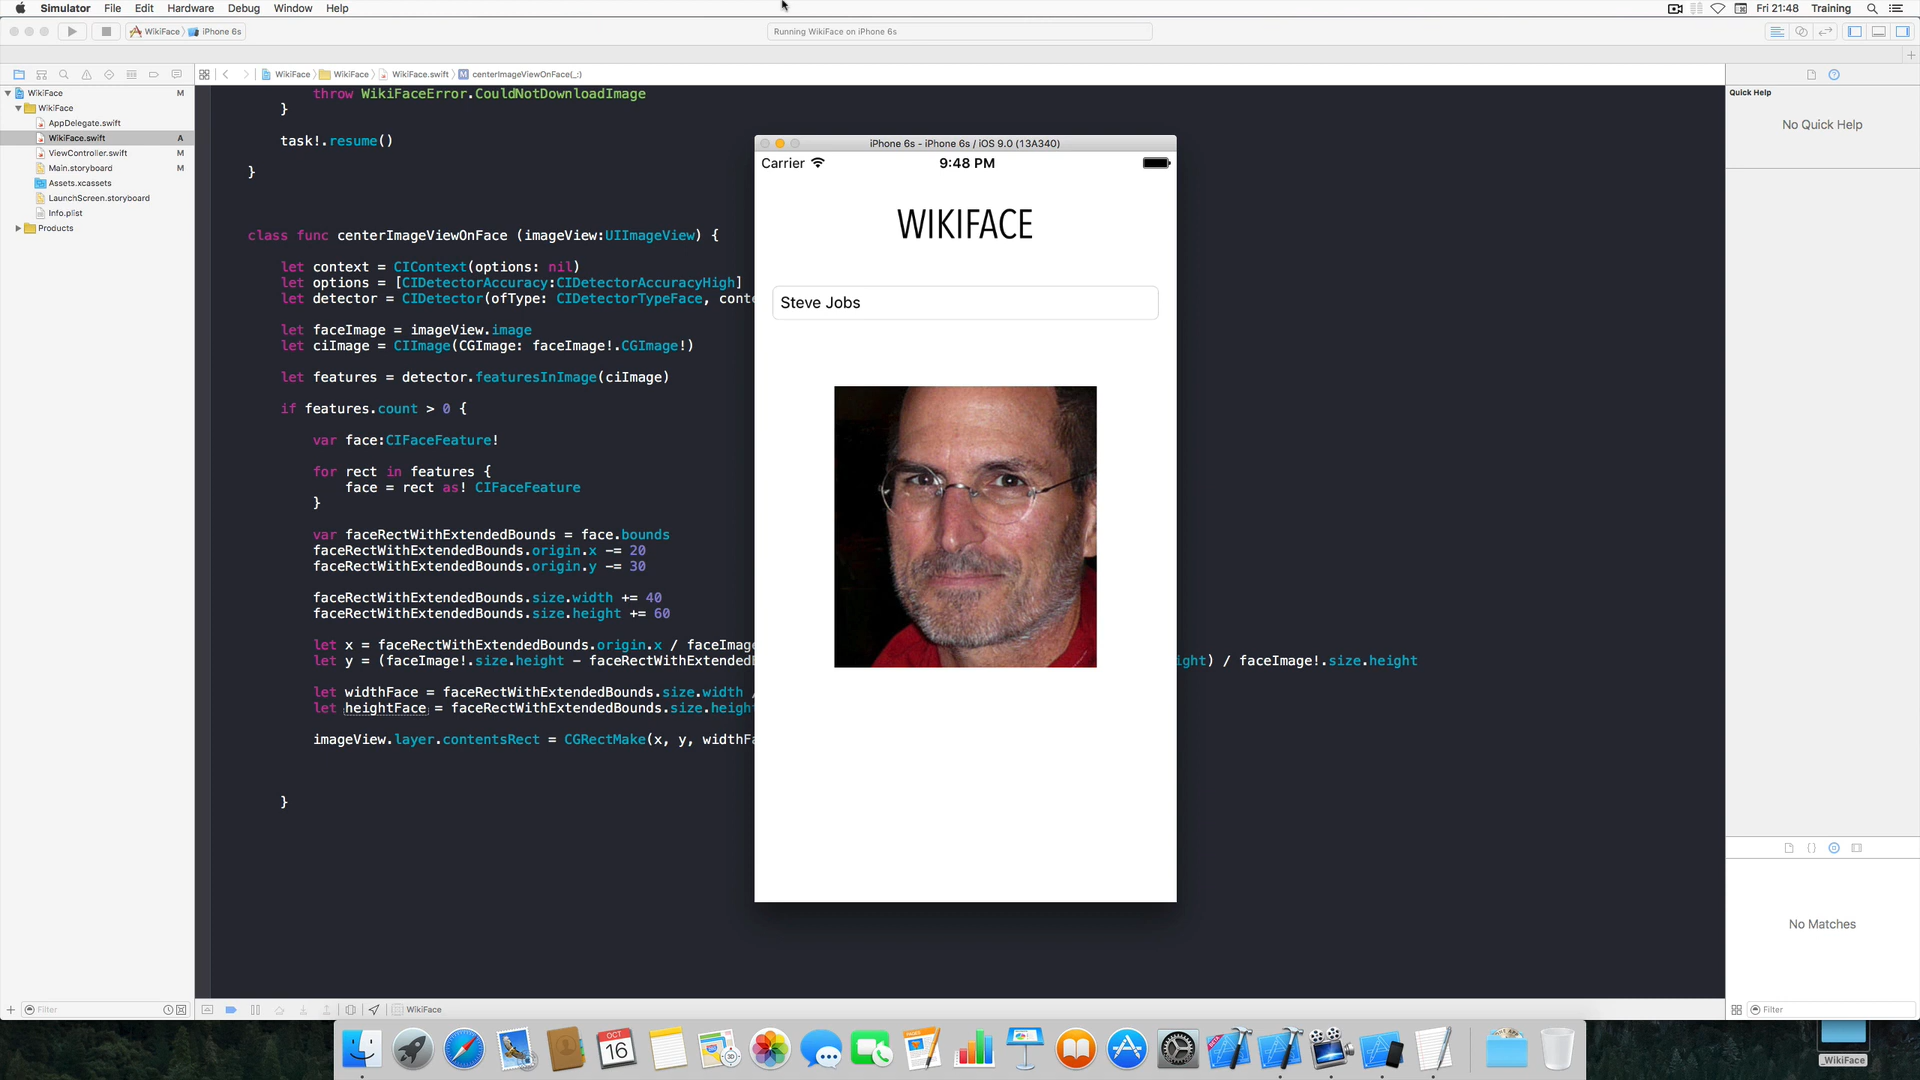 Simulator File Edit Hardware Debug Window Help
Fri 21:48 Training
WikiFace iPhone 6s
Running WikiFace on iPhone 6s
WikiFace WikiFace WikiFace.swift M centerImageViewOnFace(_:)
WikiFace M
WikiFace
AppDelegate.swift
WikiFace.swift A
ViewController.swift M
Main.storyboard M
Assets.xcassets
LaunchScreen.storyboard
Info.plist
Products
throw WikiFaceError.CouldNotDownloadImage
}
task!.resume()
}
class func centerImageViewOnFace (imageView:UIImageView) {
let context = CIContext(options: nil)
let options = [CIDetectorAccuracy:CIDetectorAccuracyHigh]
let detector = CIDetector(ofType: CIDetectorTypeFace, conte
let faceImage = imageView.image
let ciImage = CIImage(CGImage: faceImage!.CGImage!)
let features = detector.featuresInImage(ciImage)
if features.count > 0 {
var face:CIFaceFeature!
for rect in features {
face = rect as! CIFaceFeature
}
var faceRectWithExtendedBounds = face.bounds
faceRectWithExtendedBounds.origin.x -= 20
faceRectWithExtendedBounds.origin.y -= 30
faceRectWithExtendedBounds.size.width += 40
faceRectWithExtendedBounds.size.height += 60
let x = faceRectWithExtendedBounds.origin.x / faceImag
let y = (faceImage!.size.height - faceRectWithExtended ight) / faceImage!.size.height
let widthFace = faceRectWithExtendedBounds.size.width /
let heightFace = faceRectWithExtendedBounds.size.heigh
imageView.layer.contentsRect = CGRectMake(x, y, widthF
}
iPhone 6s - iPhone 6s / iOS 9.0 (13A340)
Carrier 9:48 PM
WIKIFACE
Steve Jobs
Quick Help
No Quick Help
No Matches
Filter
WikiFace
Filter
OCT
16
3D
BETA
_WikiFace